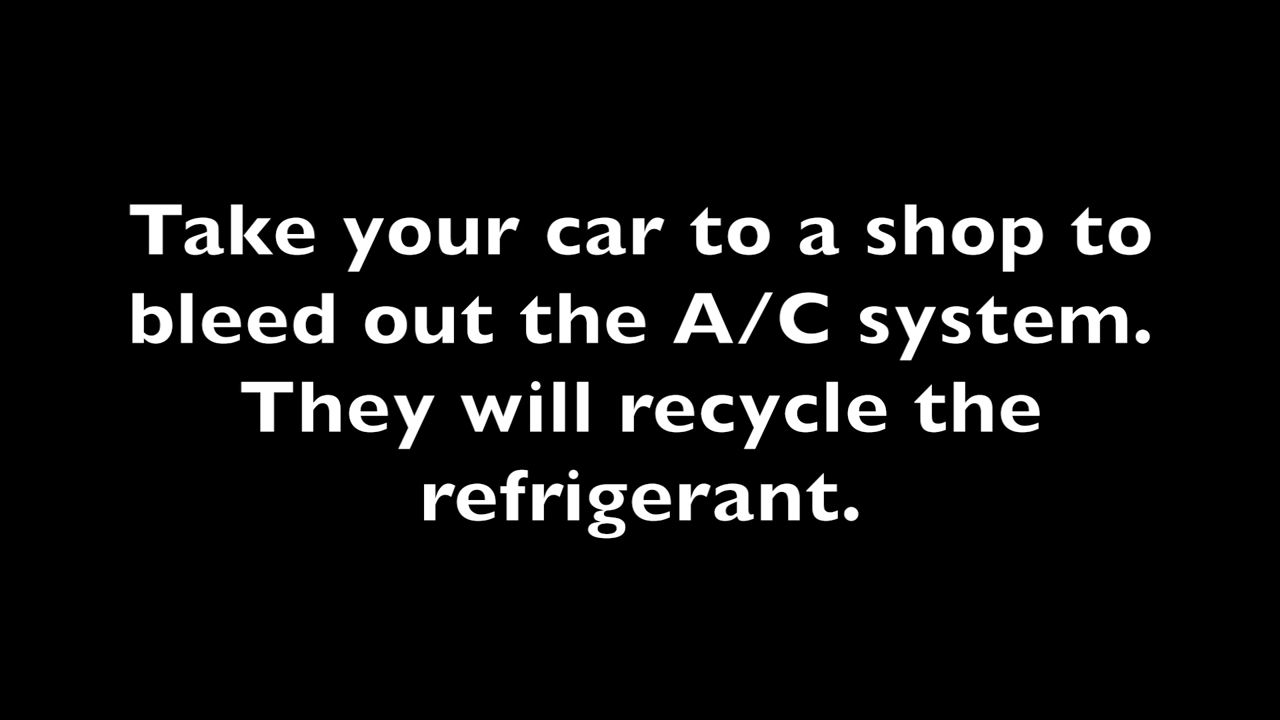 Take your car to a shop to
bleed out the A/C system.
They will recycle the
refrigerant.